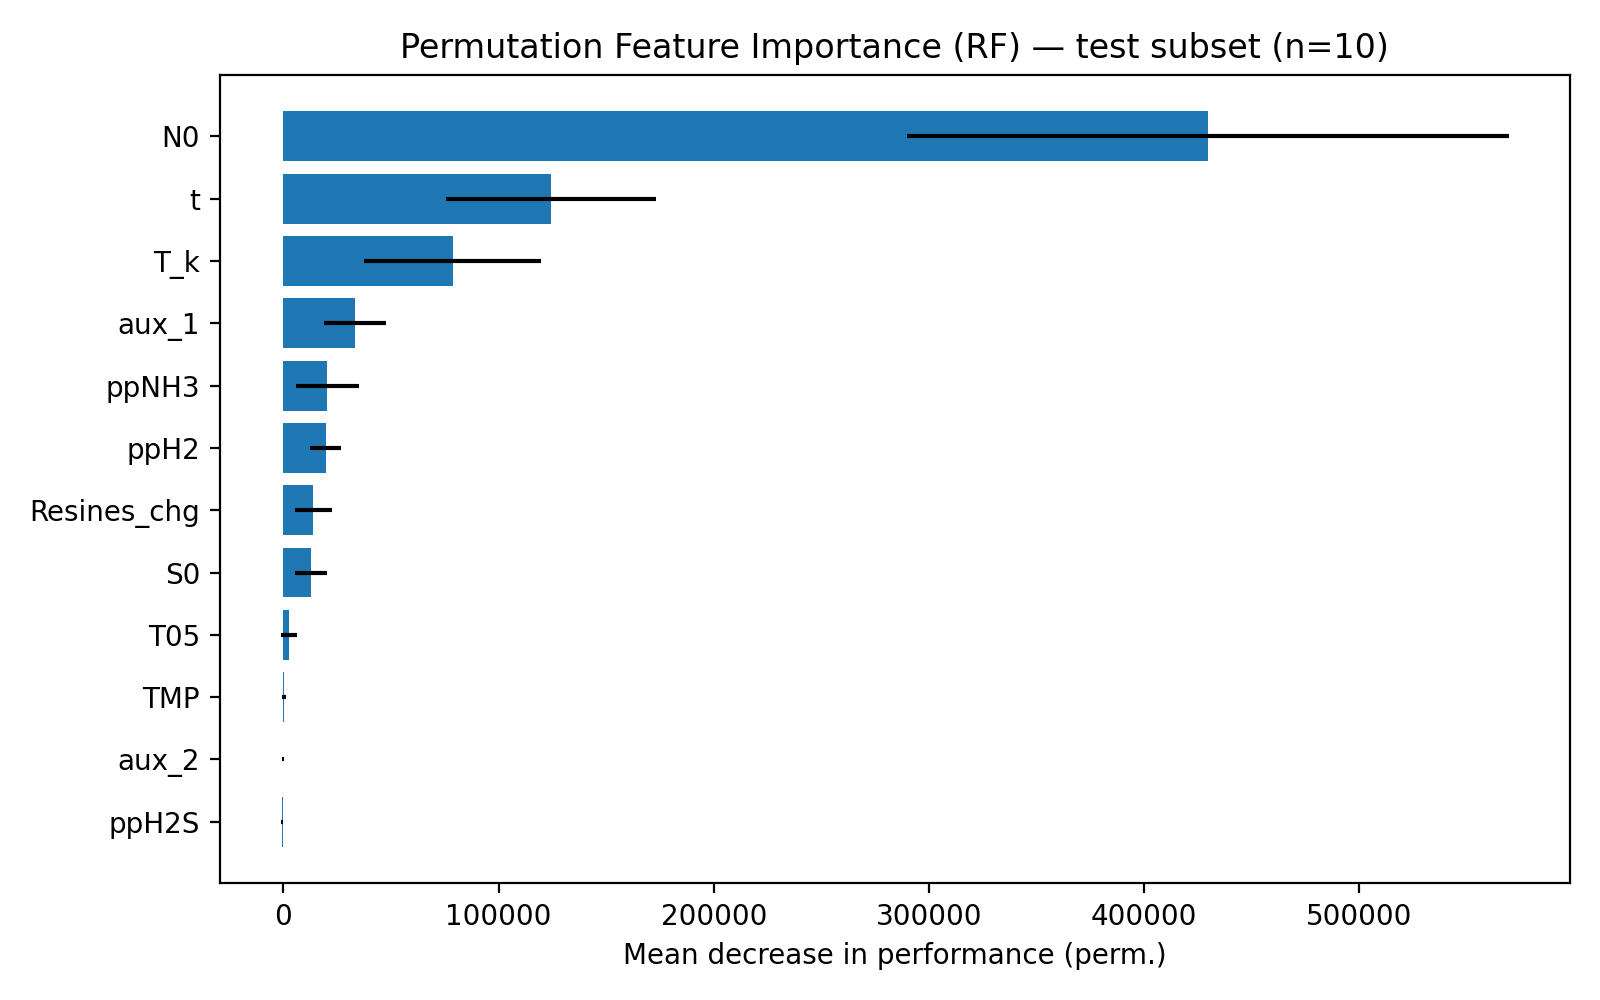 Permutation Feature Importance (RF) — test subset (n=10)
N0
t
T_k
aux_1
ppNH3
ppH2
Resines_chg
S0
T05
TMP
aux_2
ppH2S
0 100000 200000 300000 400000 500000
Mean decrease in performance (perm.)